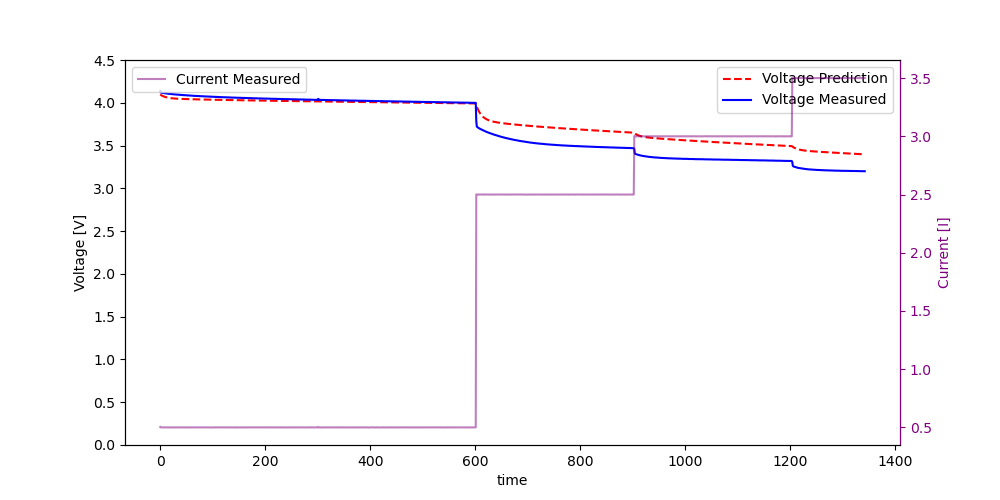 Current Measured
Voltage Prediction
Voltage Measured
Voltage [V]
4.5
4.0
3.5
3.0
2.5
2.0
1.5
1.0
0.5
0.0
3.5
3.0
2.5
2.0
1.5
1.0
0.5
Current [I]
0 200 400 600 800 1000 1200 1400
time